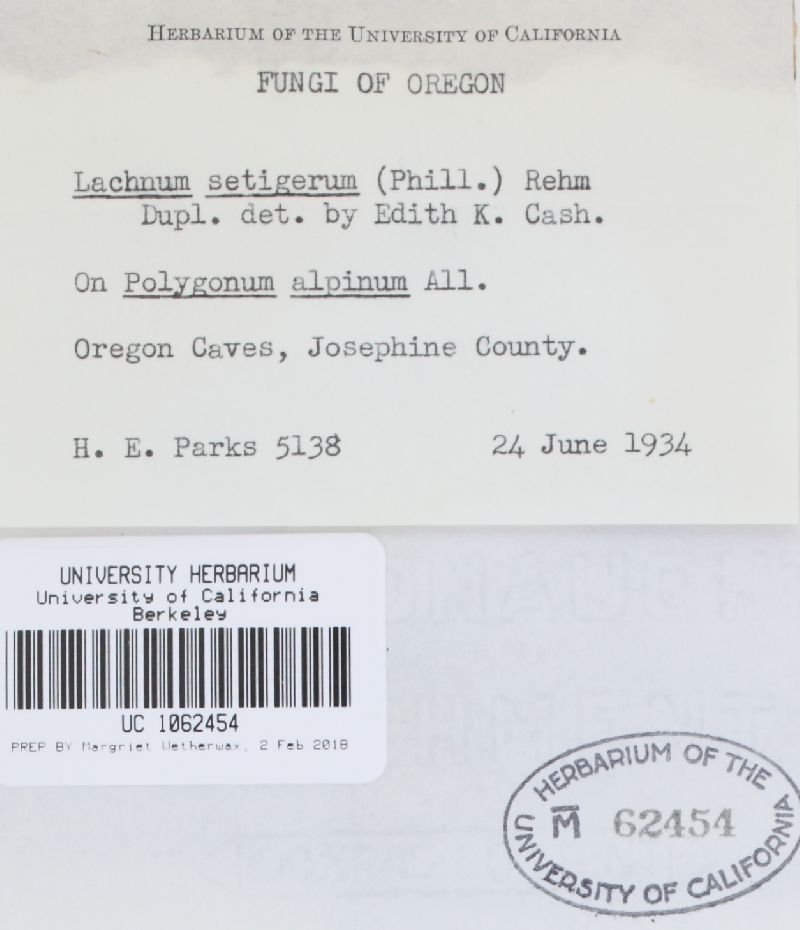 HERBARIUM OF THE UNIVERSITY OF CALIFORNIA
FUNGI OF OREGON
Lachnum setigerum (Phill.) Rehm
Dupl. det. by Edith K. Cash.
On Polygonum alpinum All.
Oregon Caves, Josephine County.
H. E. Parks 5138 24 June 1934
UNIVERSITY HERBARIUM
University of California
Berkeley
UC 1062454
PREP BY Margriet Wetherwax, 2 Feb 2018
HERBARIUM OF THE
M̅ 62454
UNIVERSITY OF CALIFORNIA